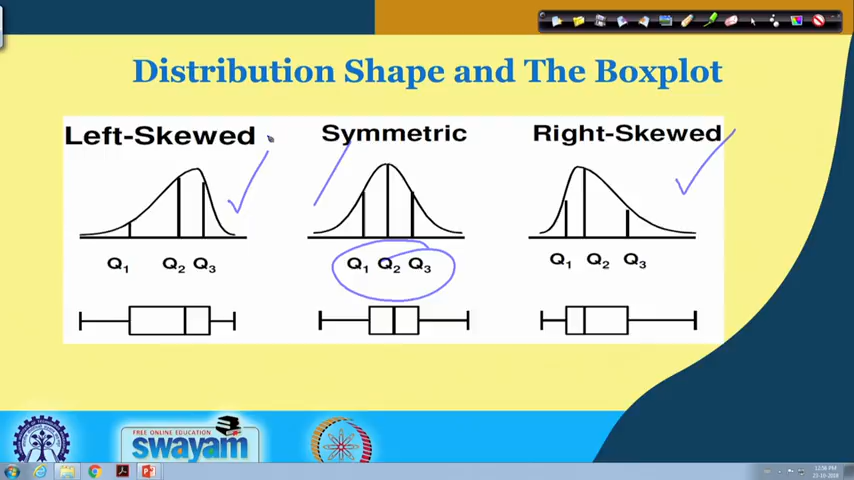 Distribution Shape and The Boxplot
Left-Skewed Symmetric Right-Skewed
Q1 Q2 Q3 Q1 Q2 Q3 Q1 Q2 Q3
FREE ONLINE EDUCATION
swayam